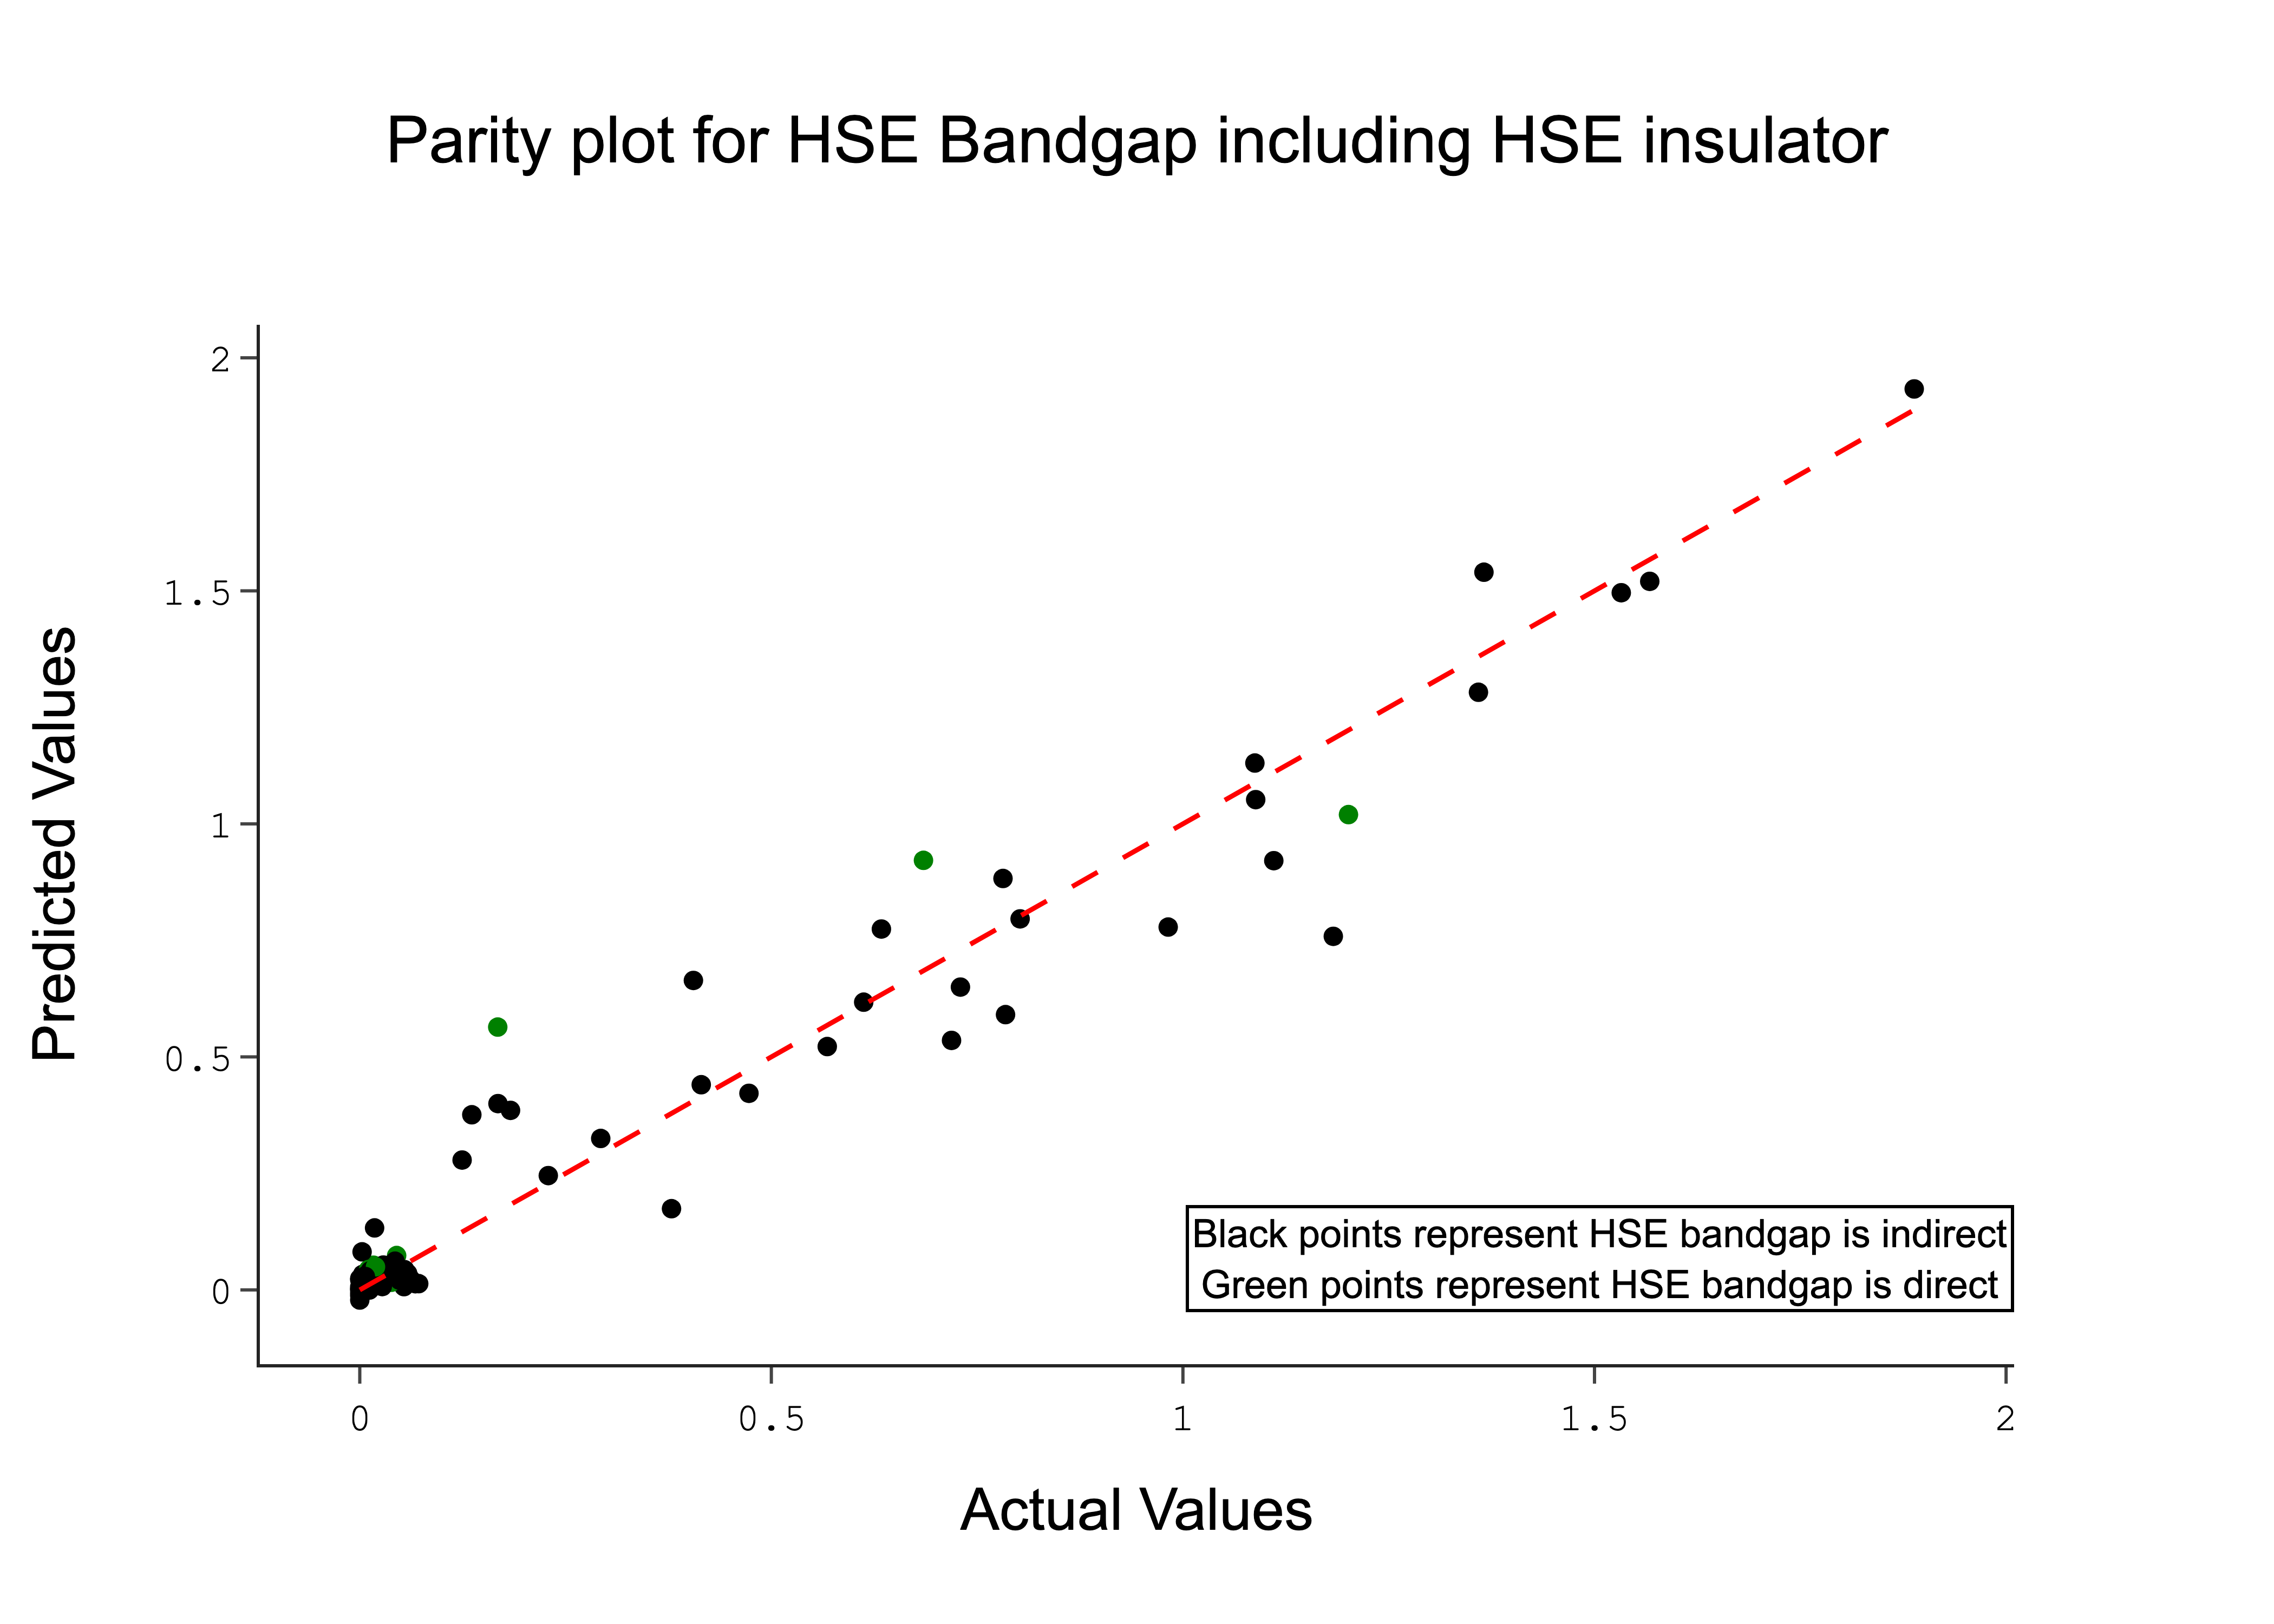 Parity plot for HSE Bandgap including HSE insulator
Predicted Values
2
1.5
1
0.5
0
Black points represent HSE bandgap is indirect
Green points represent HSE bandgap is direct
0
0.5
1
1.5
2
Actual Values